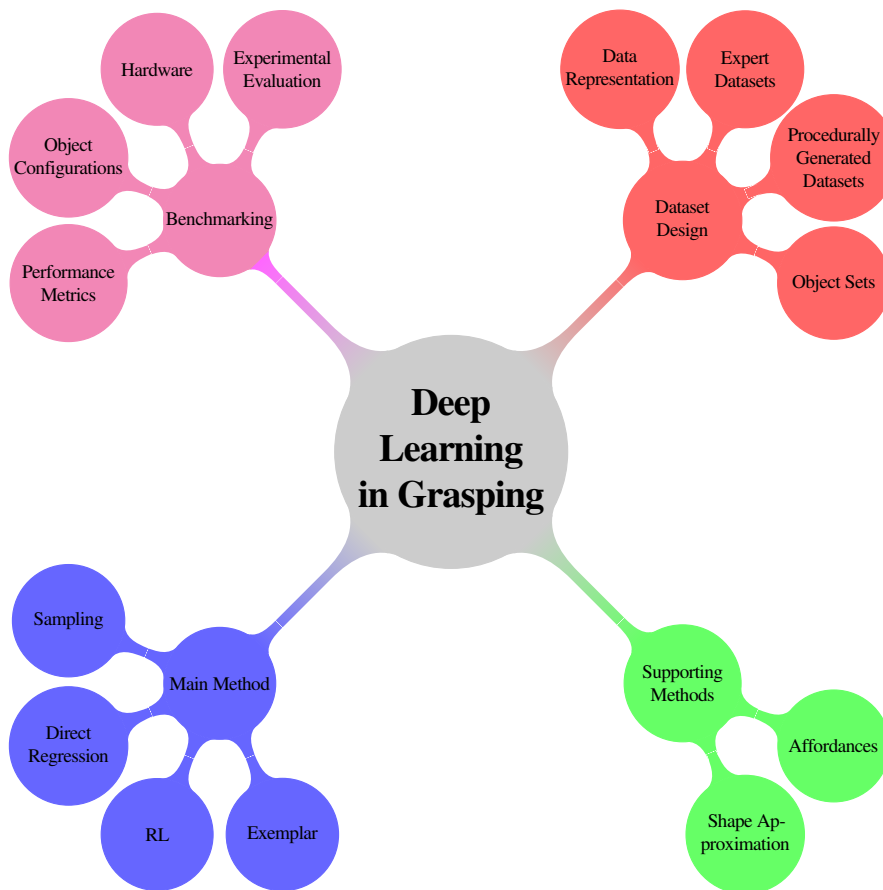 Experimental
Evaluation
Hardware
Object
Configurations
Performance
Metrics
Benchmarking
Data
Representation
Expert
Datasets
Procedurally
Generated
Datasets
Object Sets
Dataset
Design
Deep
Learning
in Grasping
Sampling
Direct
Regression
RL
Exemplar
Main Method
Supporting
Methods
Affordances
Shape Ap-
proximation